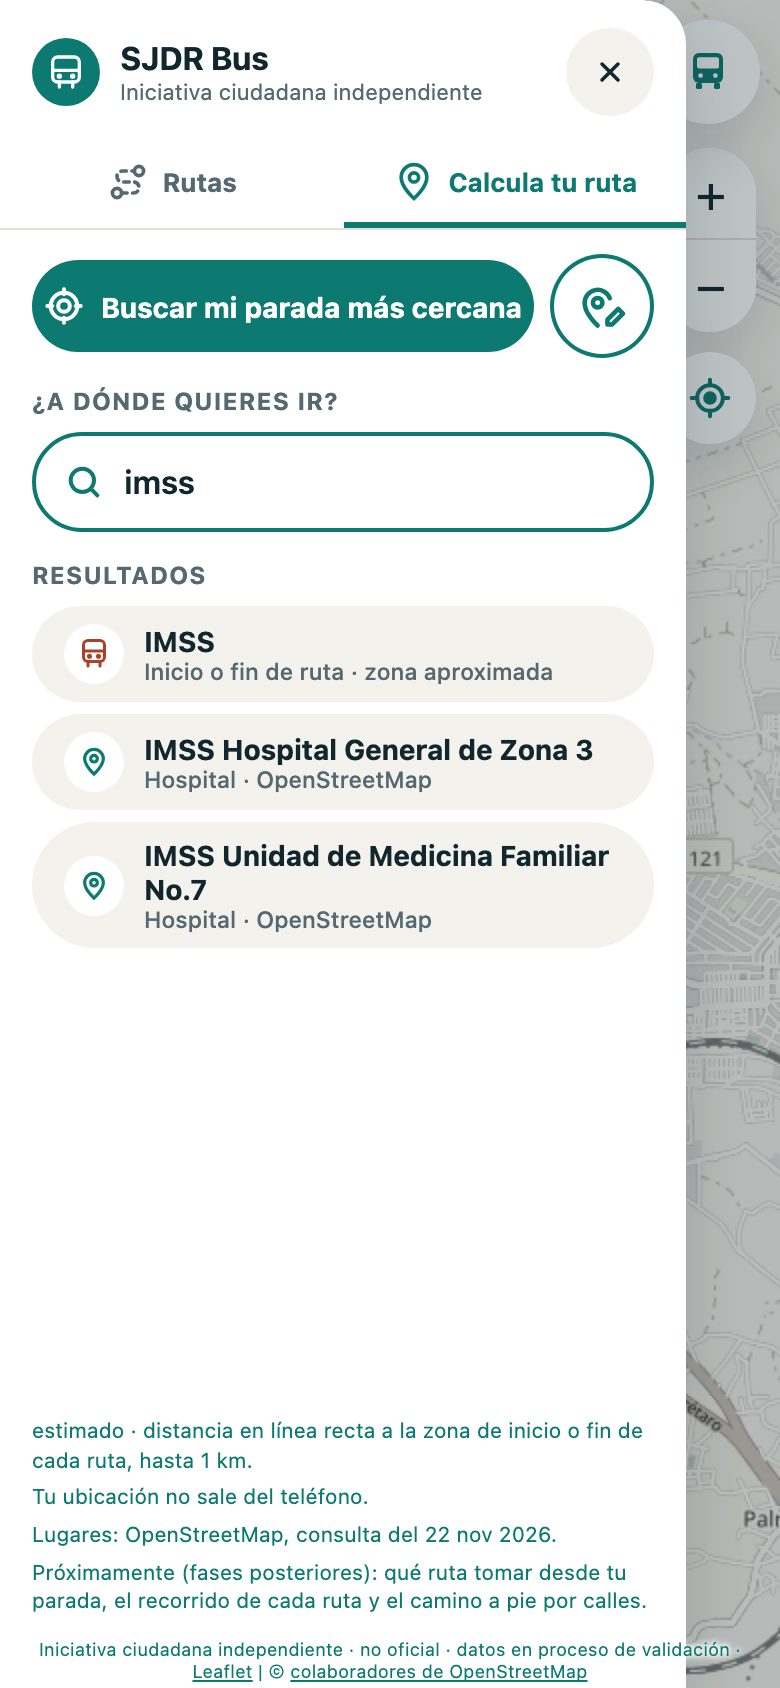 SJDR Bus
Iniciativa ciudadana independiente
Rutas
Calcula tu ruta
Buscar mi parada más cercana
¿A DÓNDE QUIERES IR?
imss
RESULTADOS
IMSS
Inicio o fin de ruta · zona aproximada
IMSS Hospital General de Zona 3
Hospital · OpenStreetMap
IMSS Unidad de Medicina Familiar
No.7
Hospital · OpenStreetMap
121
estimado · distancia en línea recta a la zona de inicio o fin de
cada ruta, hasta 1 km.
Tu ubicación no sale del teléfono.
Lugares: OpenStreetMap, consulta del 22 nov 2026.
Próximamente (fases posteriores): qué ruta tomar desde tu
parada, el recorrido de cada ruta y el camino a pie por calles.
Iniciativa ciudadana independiente · no oficial · datos en proceso de validación ·
Leaflet | © colaboradores de OpenStreetMap